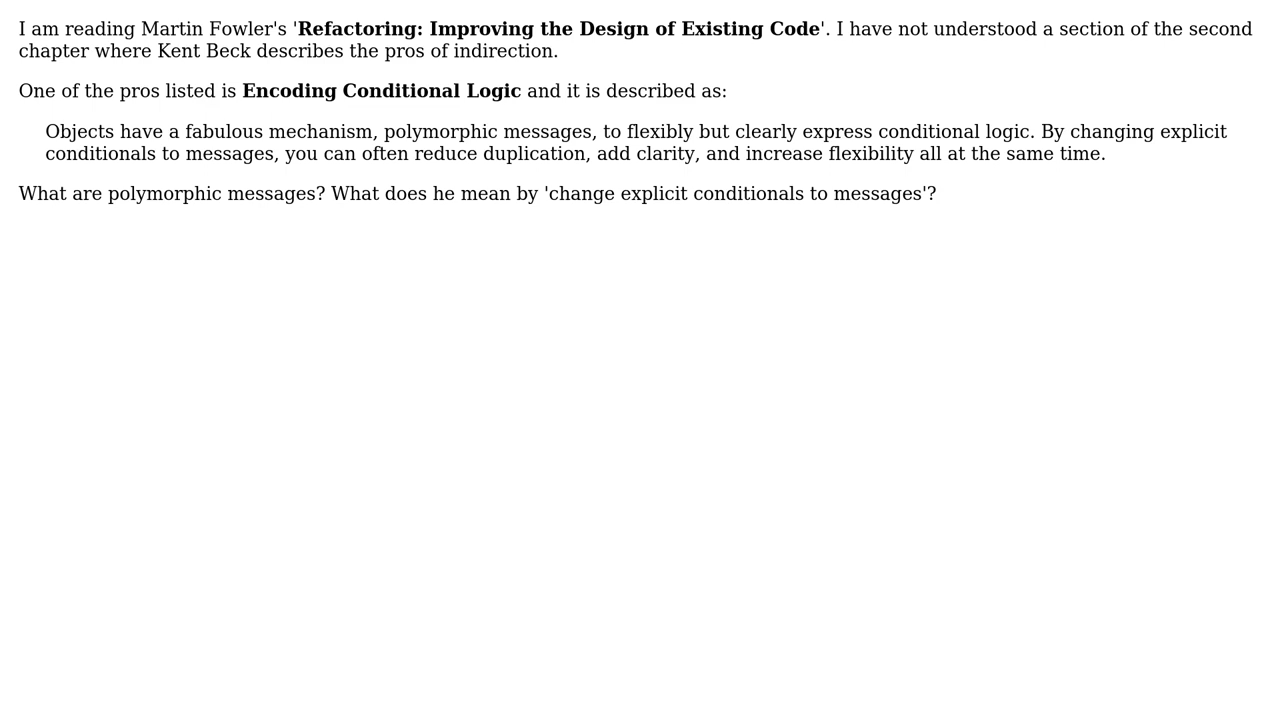 I am reading Martin Fowler's 'Refactoring: Improving the Design of Existing Code'. I have not understood a section of the second
chapter where Kent Beck describes the pros of indirection.
One of the pros listed is Encoding Conditional Logic and it is described as:
Objects have a fabulous mechanism, polymorphic messages, to flexibly but clearly express conditional logic. By changing explicit
conditionals to messages, you can often reduce duplication, add clarity, and increase flexibility all at the same time.
What are polymorphic messages? What does he mean by 'change explicit conditionals to messages'?